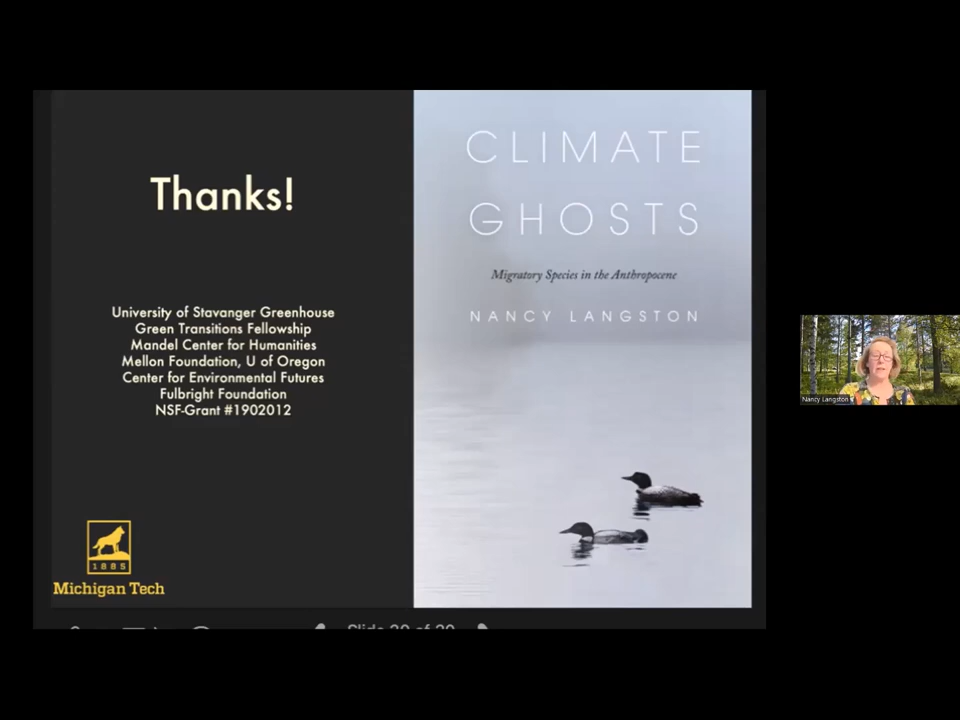 Thanks!
University of Stavanger Greenhouse
Green Transitions Fellowship
Mandel Center for Humanities
Mellon Foundation, U of Oregon
Center for Environmental Futures
Fulbright Foundation
NSF-Grant #1902012
1885
Michigan Tech
CLIMATE
GHOSTS
Migratory Species in the Anthropocene
NANCY LANGSTON
Nancy Langston
Slide of